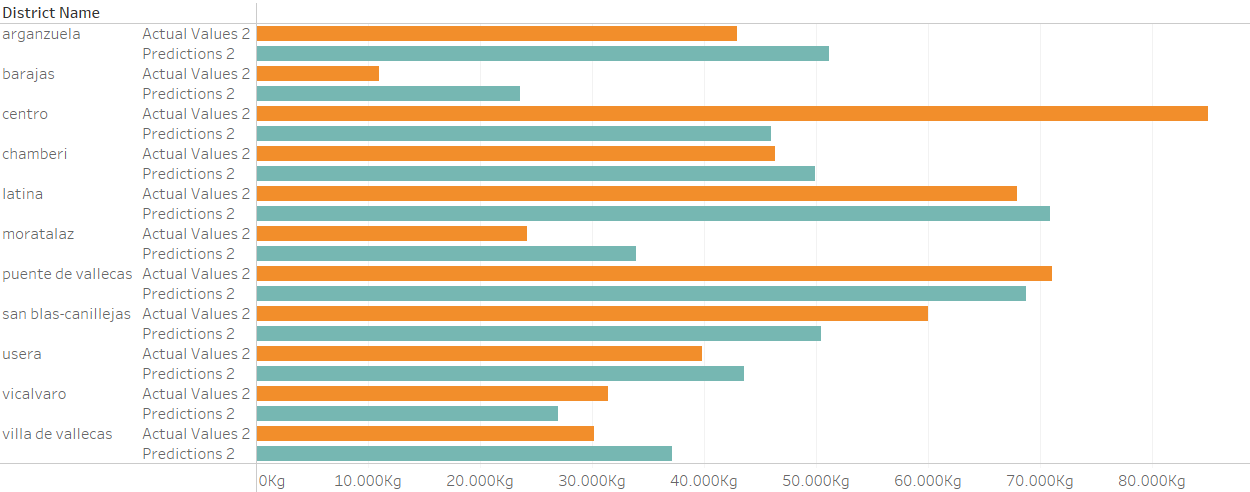 District Name
arganzuela Actual Values 2
Predictions 2
barajas Actual Values 2
Predictions 2
centro Actual Values 2
Predictions 2
chamberi Actual Values 2
Predictions 2
latina Actual Values 2
Predictions 2
moratalaz Actual Values 2
Predictions 2
puente de vallecas Actual Values 2
Predictions 2
san blas-canillejas Actual Values 2
Predictions 2
usera Actual Values 2
Predictions 2
vicalvaro Actual Values 2
Predictions 2
villa de vallecas Actual Values 2
Predictions 2
0Kg 10.000Kg 20.000Kg 30.000Kg 40.000Kg 50.000Kg 60.000Kg 70.000Kg 80.000Kg